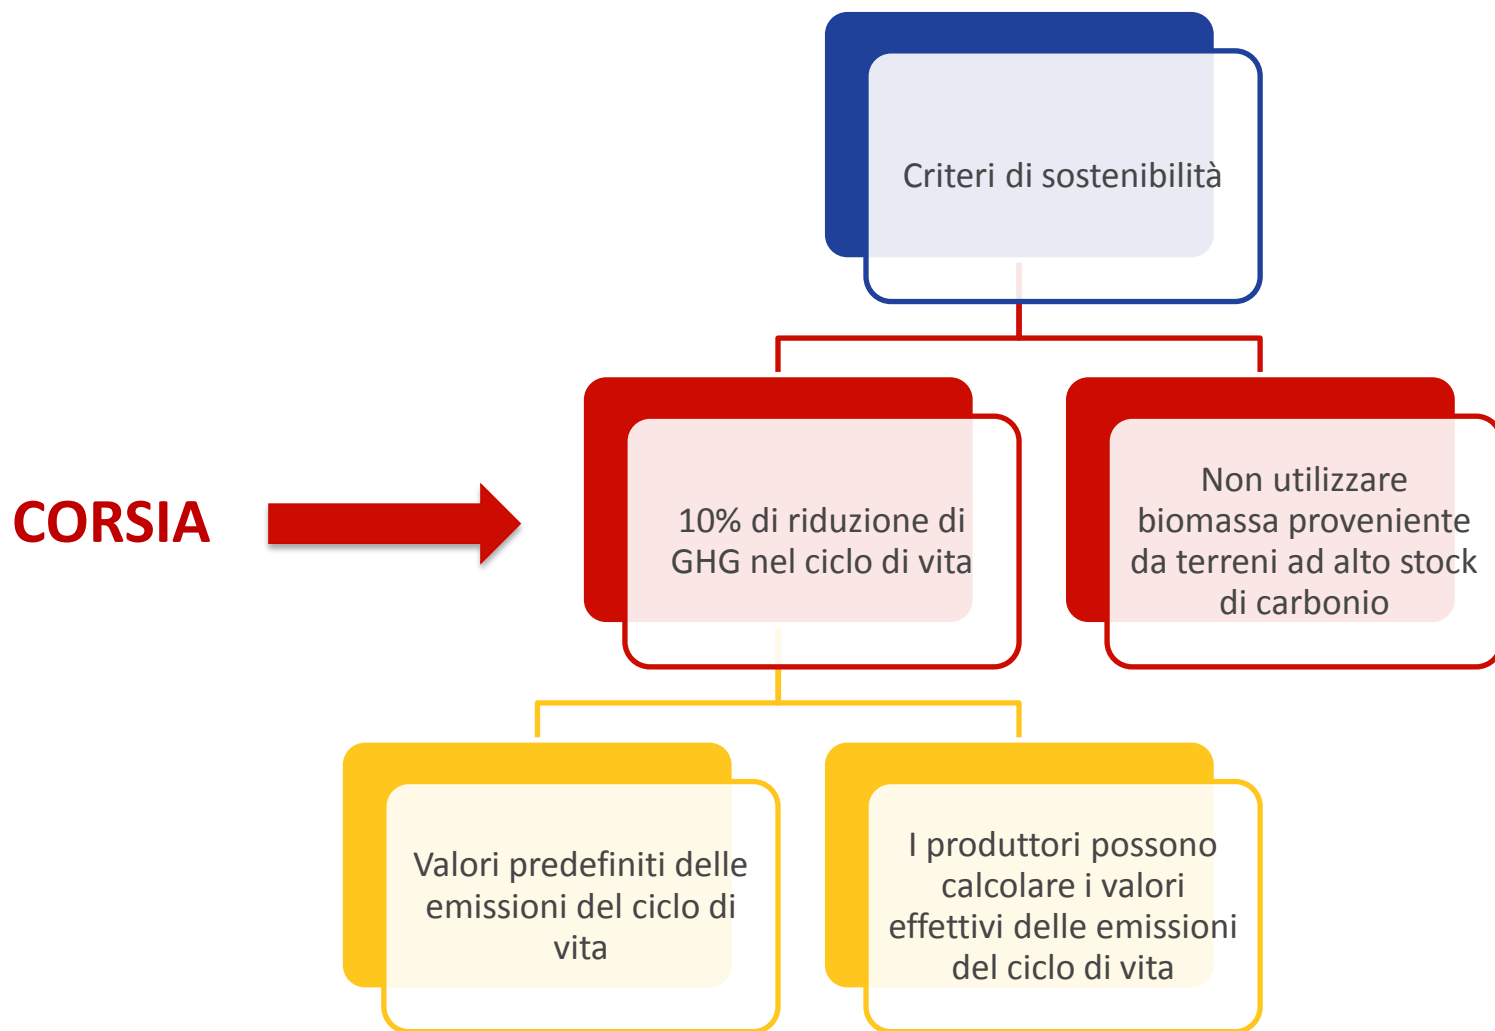 Criteri di sostenibilità
CORSIA
10% di riduzione di
GHG nel ciclo di vita
Non utilizzare
biomassa proveniente
da terreni ad alto stock
di carbonio
Valori predefiniti delle
emissioni del ciclo di
vita
I produttori possono
calcolare i valori
effettivi delle emissioni
del ciclo di vita